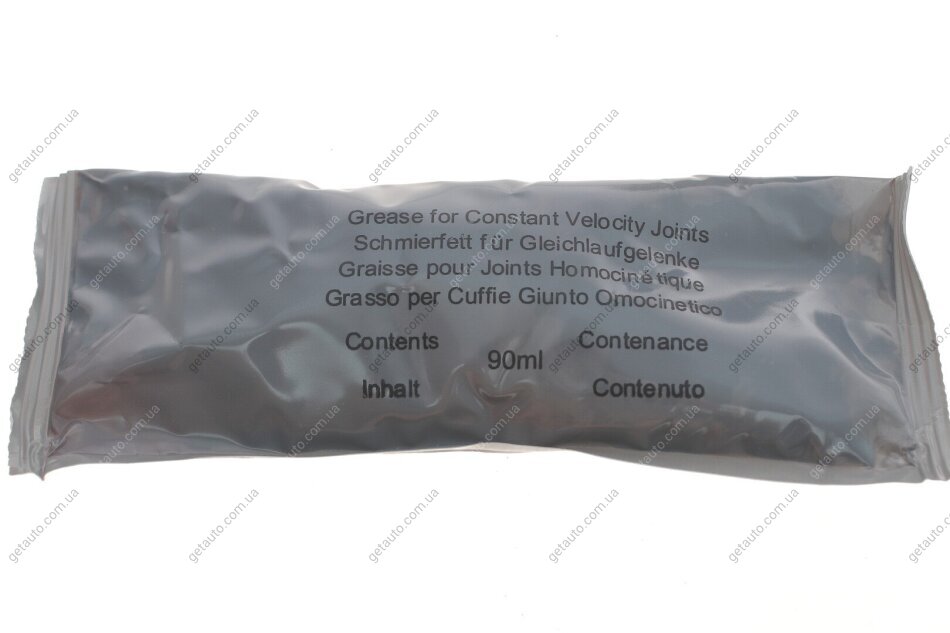 Grease for Constant Velocity Joints
Schmierfett für Gleichlaufgelenke
Graisse pour Joints Homocinétique
Grasso per Cuffie Giunto Omocinetico
Contents Contenance
90ml
Inhalt Contenuto
getauto.com.ua